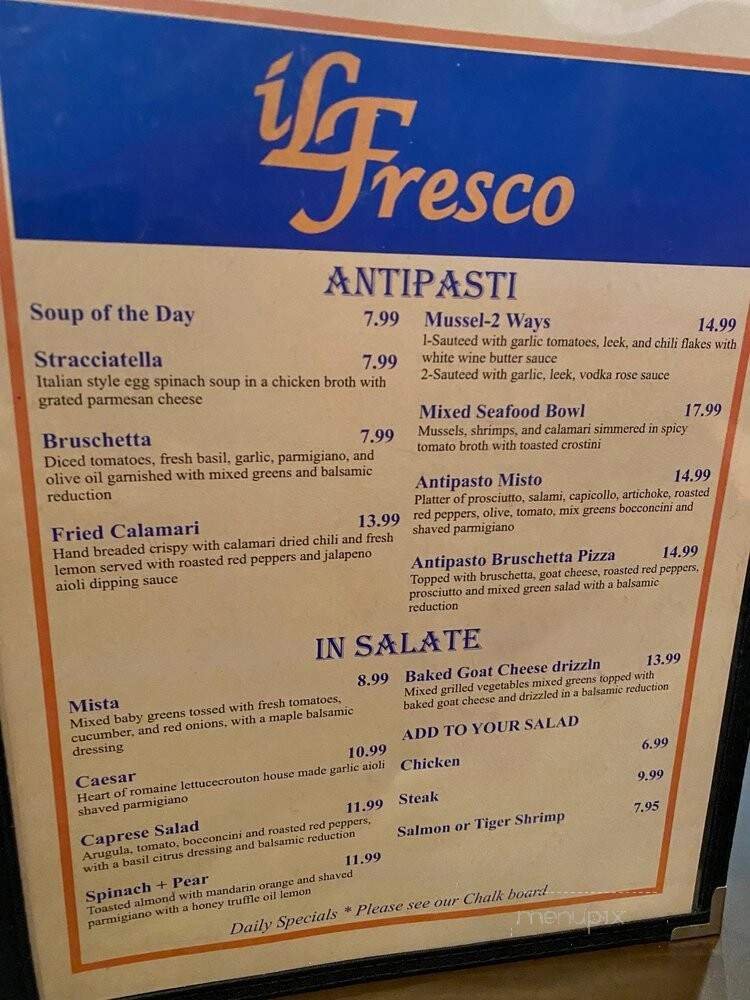 iL Fresco
ANTIPASTI
Soup of the Day 7.99
Stracciatella 7.99
Italian style egg spinach soup in a chicken broth with
grated parmesan cheese
Bruschetta 7.99
Diced tomatoes, fresh basil, garlic, parmigiano, and
olive oil garnished with mixed greens and balsamic
reduction
Fried Calamari 13.99
Hand breaded crispy with calamari dried chili and fresh
lemon served with roasted red peppers and jalapeno
aioli dipping sauce
Mussel-2 Ways 14.99
1-Sauteed with garlic tomatoes, leek, and chili flakes with
white wine butter sauce
2-Sauteed with garlic, leek, vodka rose sauce
Mixed Seafood Bowl 17.99
Mussels, shrimps, and calamari simmered in spicy
tomato broth with toasted crostini
Antipasto Misto 14.99
Platter of prosciutto, salami, capicollo, artichoke, roasted
red peppers, olive, tomato, mix greens bocconcini and
shaved parmigiano
Antipasto Bruschetta Pizza 14.99
Topped with bruschetta, goat cheese, roasted red peppers,
prosciutto and mixed green salad with a balsamic
reduction
IN SALATE
Mista 8.99
Mixed baby greens tossed with fresh tomatoes,
cucumber, and red onions, with a maple balsamic
dressing
Caesar 10.99
Heart of romaine lettucecrouton house made garlic aioli
shaved parmigiano
Caprese Salad 11.99
Arugula, tomato, bocconcini and roasted red peppers,
with a basil citrus dressing and balsamic reduction
Spinach + Pear 11.99
Toasted almond with mandarin orange and shaved
parmigiano with a honey truffle oil lemon
Baked Goat Cheese drizzln 13.99
Mixed grilled vegetables mixed greens topped with
baked goat cheese and drizzled in a balsamic reduction
ADD TO YOUR SALAD
Chicken 6.99
Steak 9.99
Salmon or Tiger Shrimp 7.95
Daily Specials * Please see our Chalk board
menupix